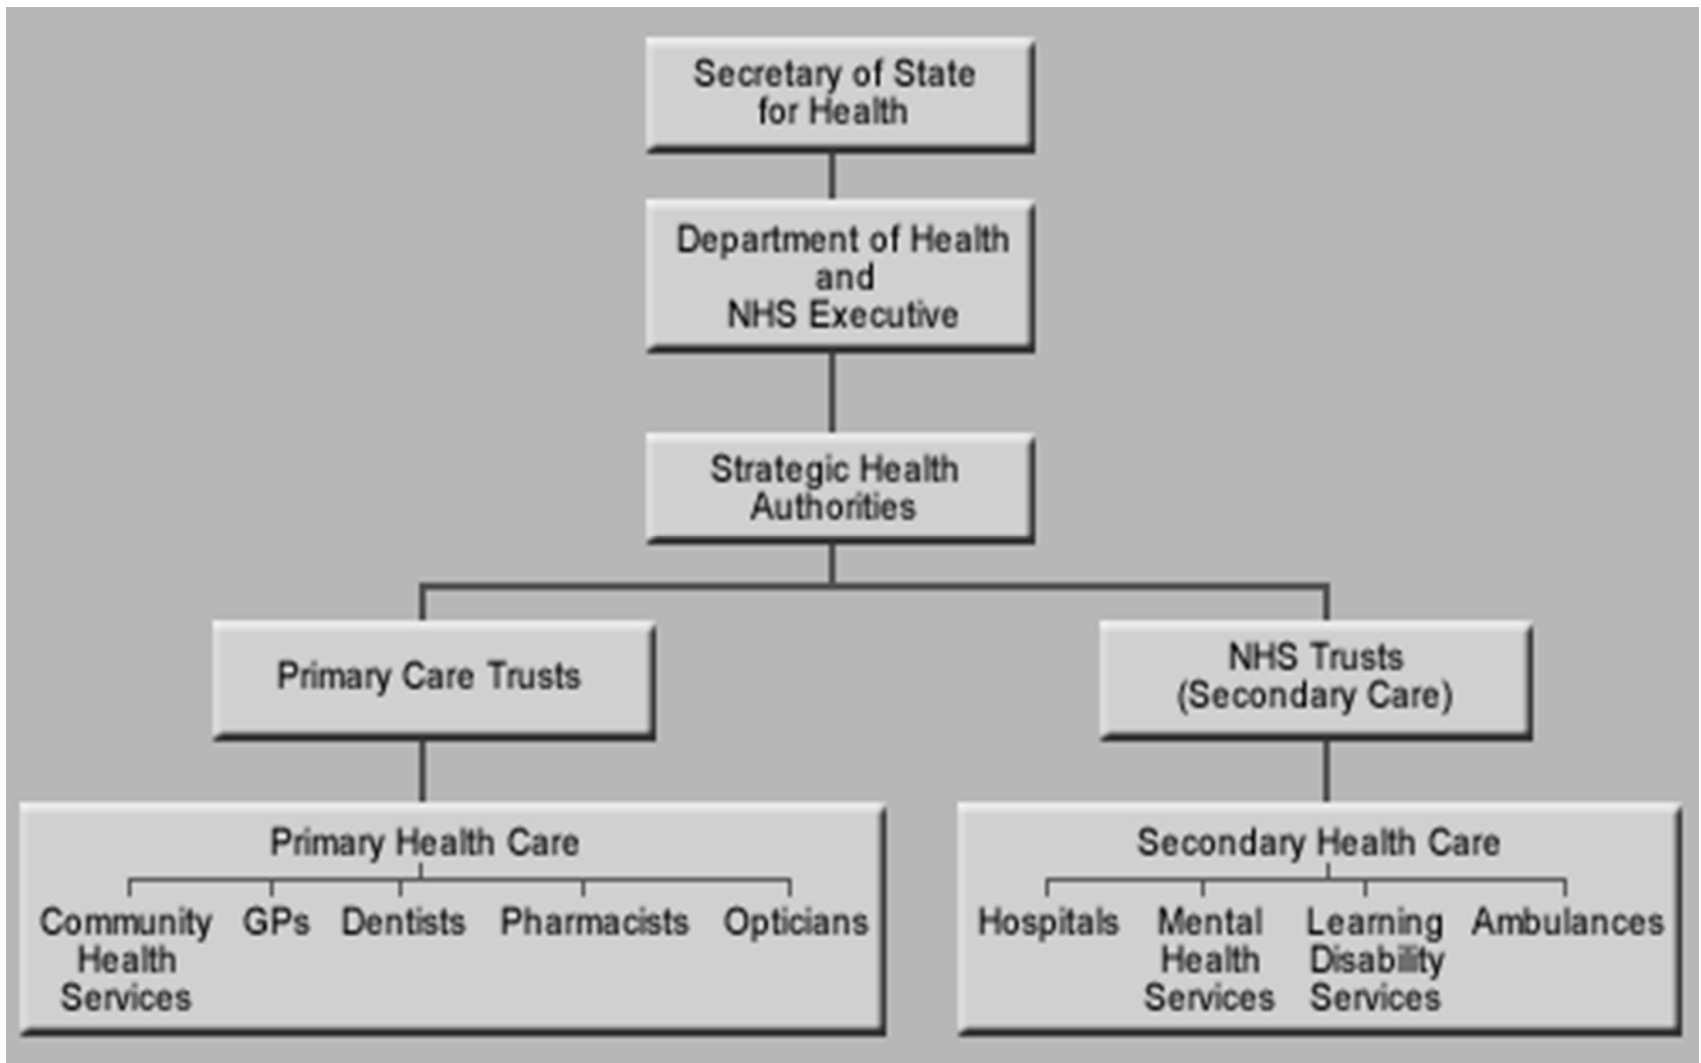 Secretary of State
for Health
Department of Health
and
NHS Executive
Strategic Health
Authorities
Primary Care Trusts
NHS Trusts
(Secondary Care)
Primary Health Care
Community
Health
Services
GPs
Dentists
Pharmacists
Opticians
Secondary Health Care
Hospitals
Mental
Health
Services
Learning
Disability
Services
Ambulances